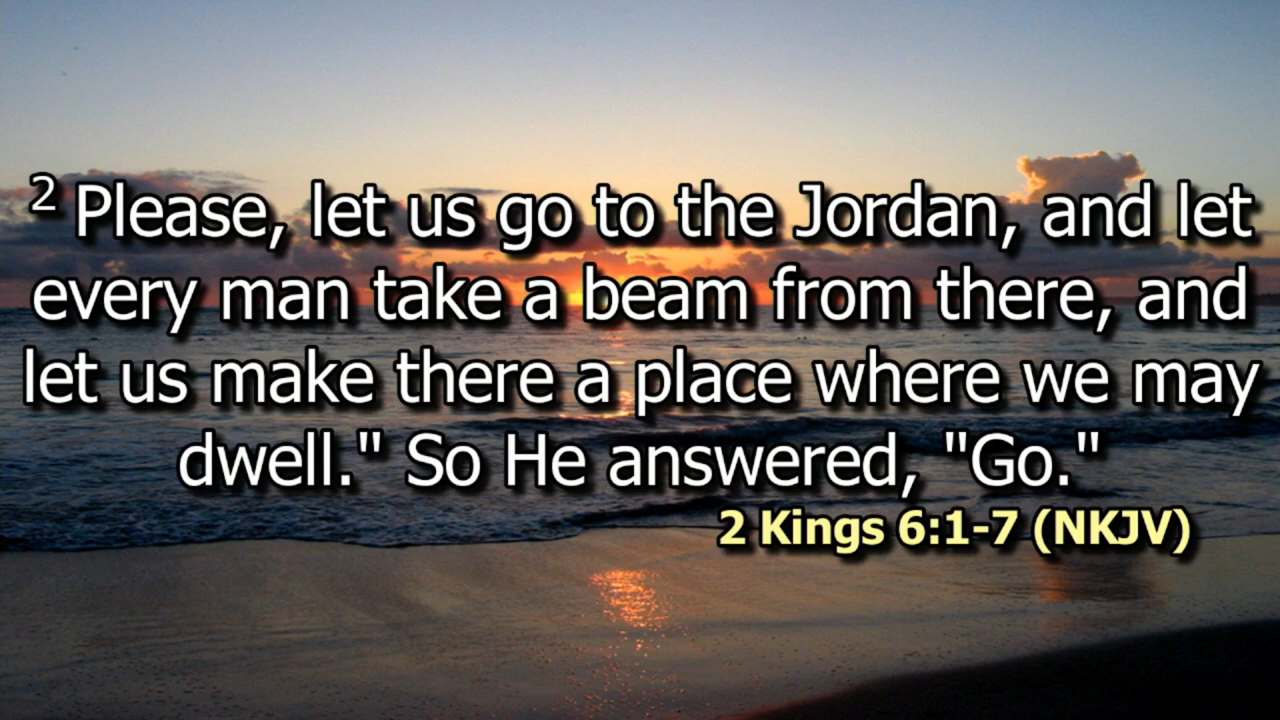 ² Please, let us go to the Jordan, and let
every man take a beam from there, and
let us make there a place where we may
dwell." So He answered, "Go."
2 Kings 6:1-7 (NKJV)